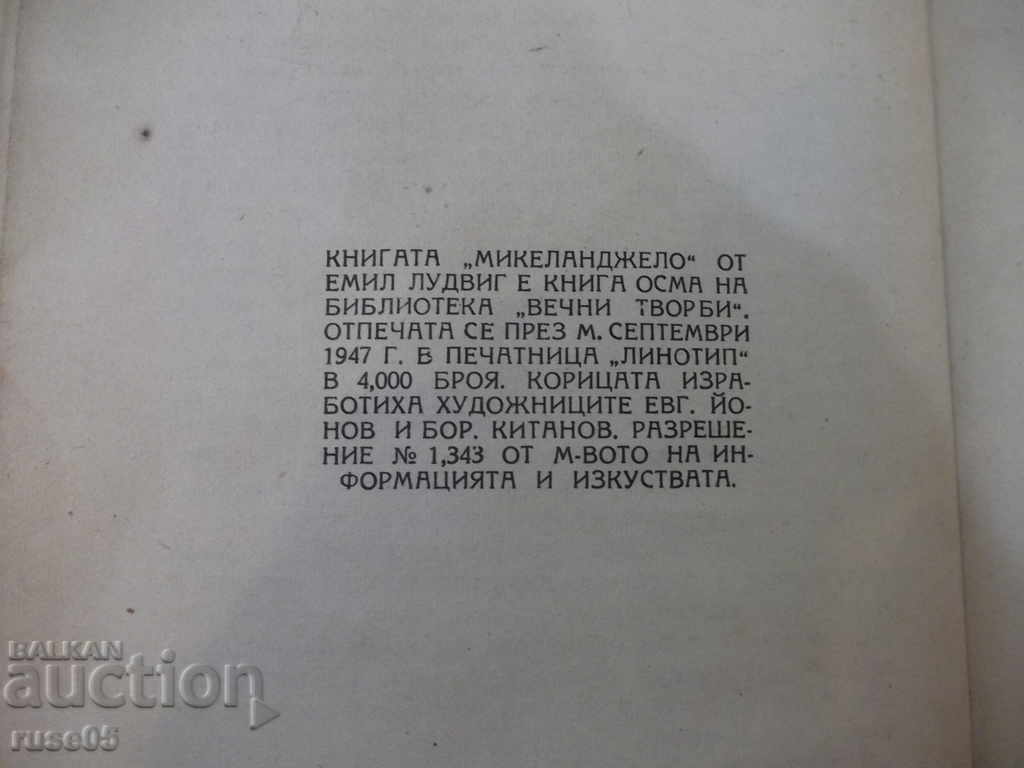 КНИГАТА „МИКЕЛАНДЖЕЛО“ ОТ
ЕМИЛ ЛУДВИГ Е КНИГА ОСМА НА
БИБЛИОТЕКА „ВЕЧНИ ТВОРБИ“.
ОТПЕЧАТА СЕ ПРЕЗ М. СЕПТЕМВРИ
1947 Г. В ПЕЧАТНИЦА „ЛИНОТИП“
В 4,000 БРОЯ. КОРИЦАТА ИЗРА-
БОТИХА ХУДОЖНИЦИТЕ ЕВГ. ЙО-
НОВ И БОР. КИТАНОВ. РАЗРЕШЕ-
НИЕ № 1,343 ОТ М-ВОТО НА ИН-
ФОРМАЦИЯТА И ИЗКУСТВАТА.
BALKAN
auction
ruse05